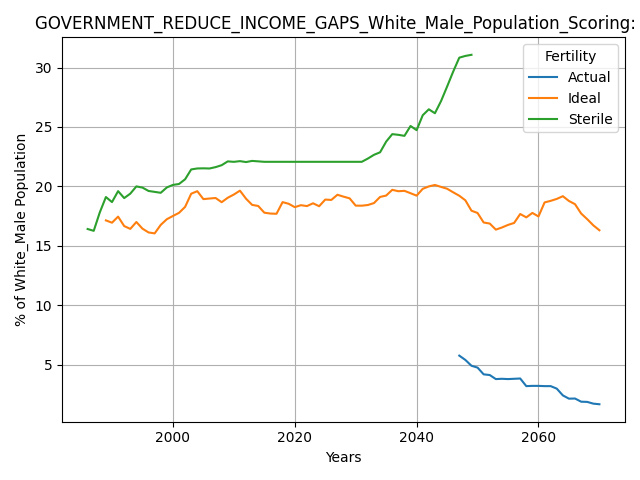 GOVERNMENT_REDUCE_INCOME_GAPS_White_Male_Population_Scoring:
Fertility
Actual
Ideal
Sterile
% of White_Male Population
30
25
20
15
10
5
2000
2020
2040
2060
Years